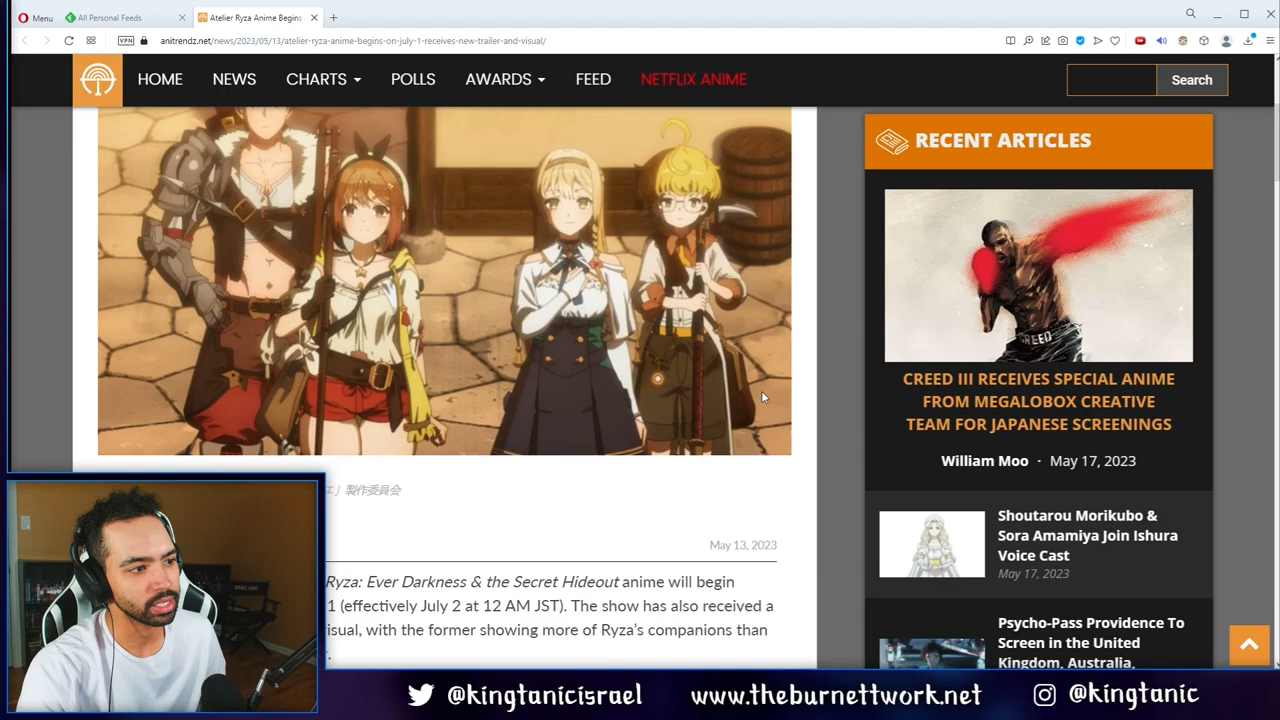 Menu
All Personal Feeds
Atelier Ryza Anime Begins
VPN
anitrendz.net/news/2023/05/13/atelier-ryza-anime-begins-on-july-1-receives-new-trailer-and-visual/
HOME
NEWS
CHARTS
POLLS
AWARDS
FEED
NETFLIX ANIME
Search
RECENT ARTICLES
CREED
CREED III RECEIVES SPECIAL ANIME
FROM MEGALOBOX CREATIVE
TEAM FOR JAPANESE SCREENINGS
William Moo · May 17, 2023
Shoutarou Morikubo &
Sora Amamiya Join Ishura
Voice Cast
May 17, 2023
Psycho-Pass Providence To
Screen in the United
Kingdom, Australia,
エ」製作委員会
May 13, 2023
Ryza: Ever Darkness & the Secret Hideout anime will begin
1 (effectively July 2 at 12 AM JST). The show has also received a
isual, with the former showing more of Ryza's companions than
@kingtanicisrael
www.theburnettwork.net
@kingtanic